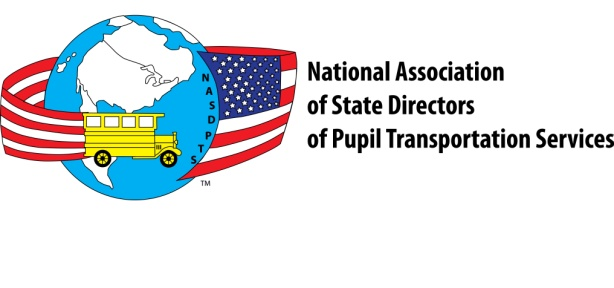 NASDPTS
TM
National Association
of State Directors
of Pupil Transportation Services